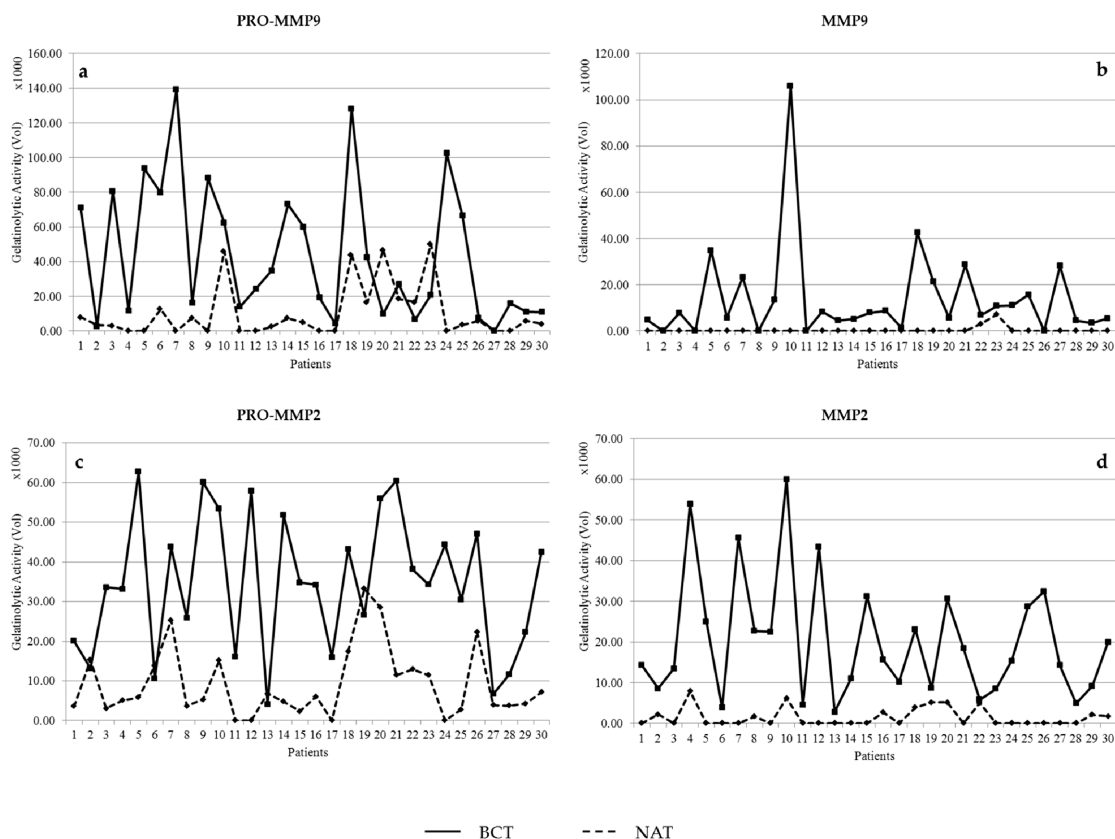 PRO-MMP9
a
x1000
Gelatinolytic Activity (Vol)
160.00
140.00
120.00
100.00
80.00
60.00
40.00
20.00
0.00
1 2 3 4 5 6 7 8 9 10 11 12 13 14 15 16 17 18 19 20 21 22 23 24 25 26 27 28 29 30
Patients
MMP9
b
x1000
Gelatinolytic Activity (Vol)
120.00
100.00
80.00
60.00
40.00
20.00
0.00
1 2 3 4 5 6 7 8 9 10 11 12 13 14 15 16 17 18 19 20 21 22 23 24 25 26 27 28 29 30
Patients
PRO-MMP2
c
x1000
Gelatinolytic Activity (Vol)
70.00
60.00
50.00
40.00
30.00
20.00
10.00
0.00
1 2 3 4 5 6 7 8 9 10 11 12 13 14 15 16 17 18 19 20 21 22 23 24 25 26 27 28 29 30
Patients
MMP2
d
x1000
Gelatinolytic Activity (Vol)
70.00
60.00
50.00
40.00
30.00
20.00
10.00
0.00
1 2 3 4 5 6 7 8 9 10 11 12 13 14 15 16 17 18 19 20 21 22 23 24 25 26 27 28 29 30
Patients
BCT NAT